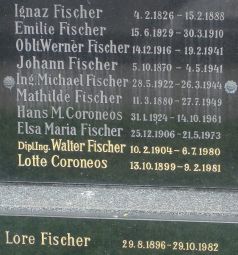 Ignaz Fischer 4.2.1826 - 15.2.1888
Emilie Fischer 15.6.1829 - 30.3.1910
Oblt. Werner Fischer 14.12.1916 - 19.2.1941
Johann Fischer 5.10.1870 - 4.5.1941
Ing. Michael Fischer 28.5.1922 - 26.3.1944
Mathilde Fischer 11.3.1880 - 27.7.1949
Hans M. Coroneos 31.1.1924 - 14.10.1961
Elsa Maria Fischer 25.12.1906 - 21.5.1973
Dipl.Ing. Walter Fischer 10.2.1904 - 6.7.1980
Lotte Coroneos 13.10.1899 - 9.2.1981
Lore Fischer 29.8.1896 - 29.10.1982